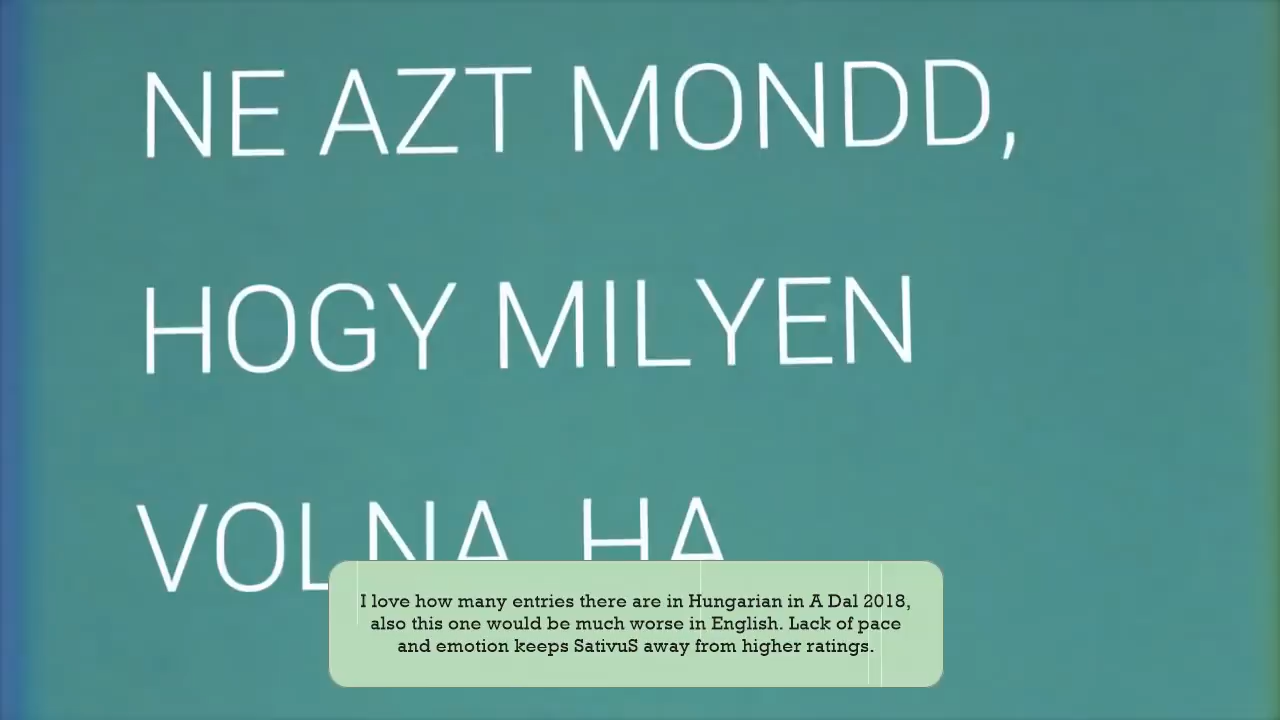 NE AZT MONDD,
HOGY MILYEN
VOLNA, HA
I love how many entries there are in Hungarian in A Dal 2018,
also this one would be much worse in English. Lack of pace
and emotion keeps SativuS away from higher ratings.